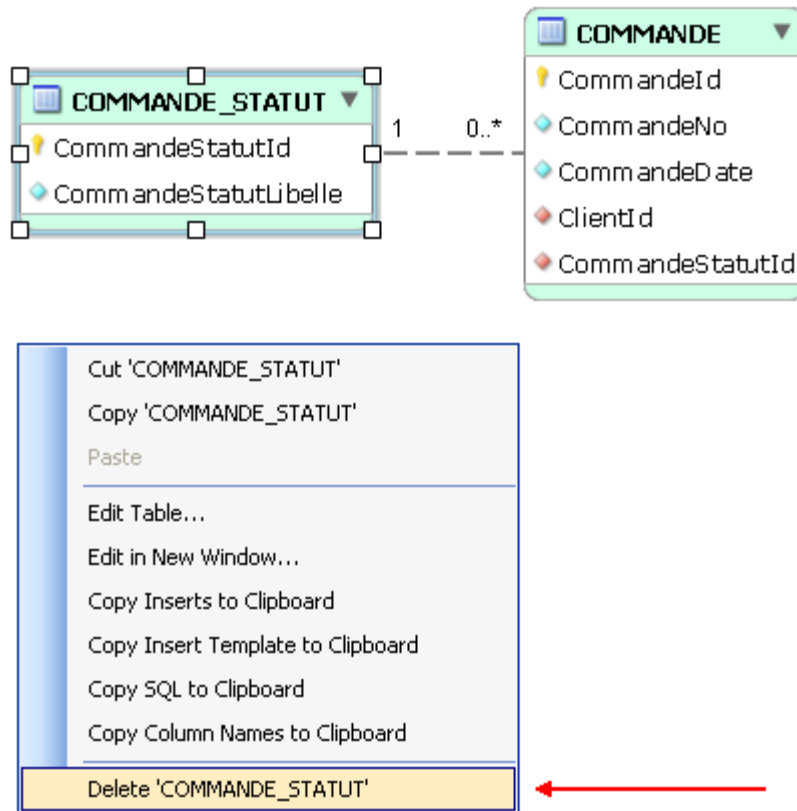 COMMANDE
COMMANDE_STATUT
CommandeStatutId
CommandeStatutLibelle
1
0..*
CommandeId
CommandeNo
CommandeDate
ClientId
CommandeStatutId
Cut 'COMMANDE_STATUT'
Copy 'COMMANDE_STATUT'
Paste
Edit Table...
Edit in New Window...
Copy Inserts to Clipboard
Copy Insert Template to Clipboard
Copy SQL to Clipboard
Copy Column Names to Clipboard
Delete 'COMMANDE_STATUT'